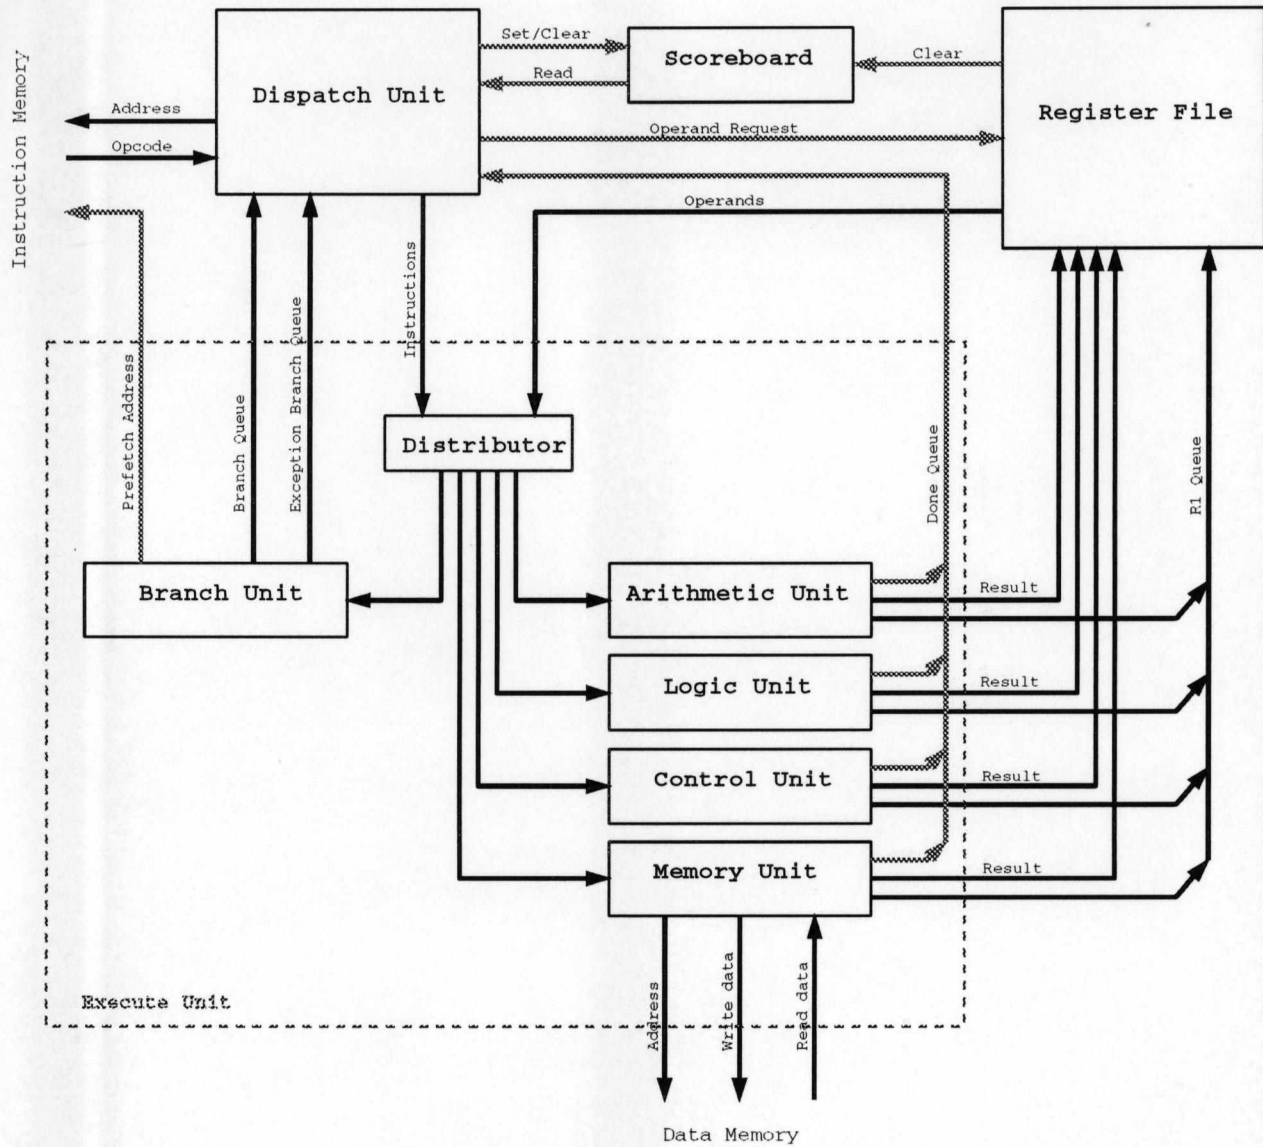 Instruction Memory
Dispatch Unit
Set/Clear
Read
Scoreboard
Clear
Register File
Address
Opcode
Operand Request
Operands
Instructions
Prefetch Address
Branch Queue
Exception Branch Queue
Distributor
Done Queue
R1 Queue
Branch Unit
Arithmetic Unit
Result
Logic Unit
Result
Control Unit
Result
Memory Unit
Result
Execute Unit
Address
Write data
Read data
Data Memory